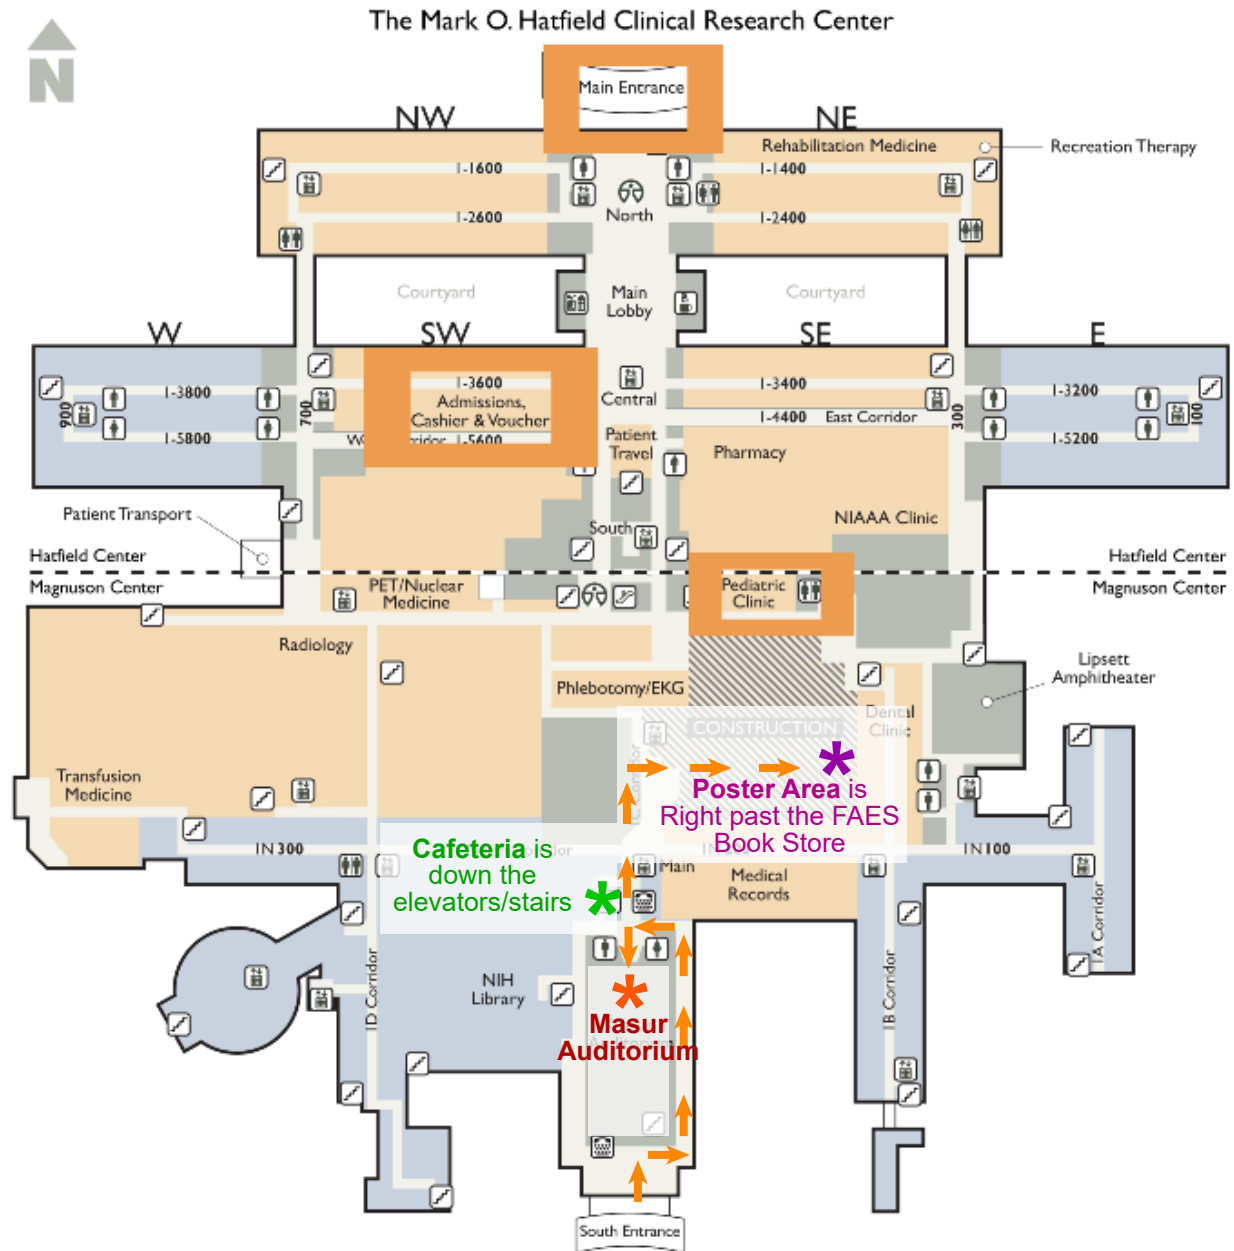 The Mark O. Hatfield Clinical Research Center
N
Main Entrance
NW
NE
Rehabilitation Medicine
Recreation Therapy
1-1600
1-1400
North
1-2600
1-2400
Courtyard
Main
Lobby
Courtyard
W
SW
SE
E
1-3600
1-3400
1-3800
1-3200
Admissions,
Cashier & Voucher
Central
900
700
300
100
1-4400
East Corridor
1-5800
1-5600
1-5200
Patient
Travel
Pharmacy
Patient Transport
South
NIAAA Clinic
Hatfield Center
Hatfield Center
Magnuson Center
Magnuson Center
PET/Nuclear
Medicine
Pediatric
Clinic
Radiology
Lipsett
Amphitheater
Phlebotomy/EKG
Dental
Clinic
CONSTRUCTION
Transfusion
Medicine
Poster Area is
Right past the FAES
Book Store
IN 300
Cafeteria is
down the
elevators/stairs
IN 100
Main
Medical
Records
1A Corridor
1D Corridor
1B Corridor
NIH
Library
Masur
Auditorium
South Entrance